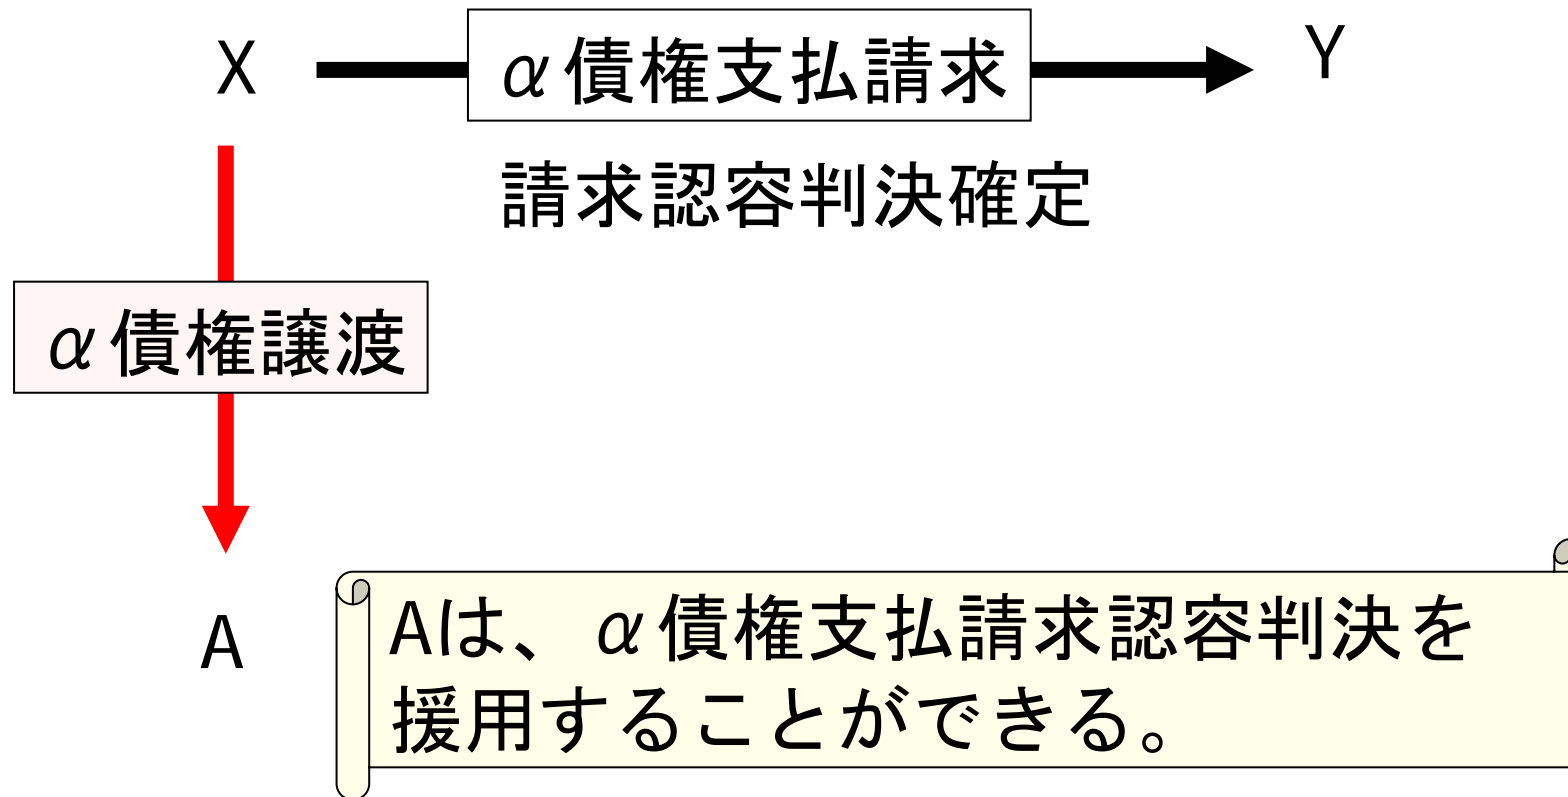 X
α債権支払請求
Y
請求認容判決確定
α債権譲渡
A
Aは、α債権支払請求認容判決を
援用することができる。